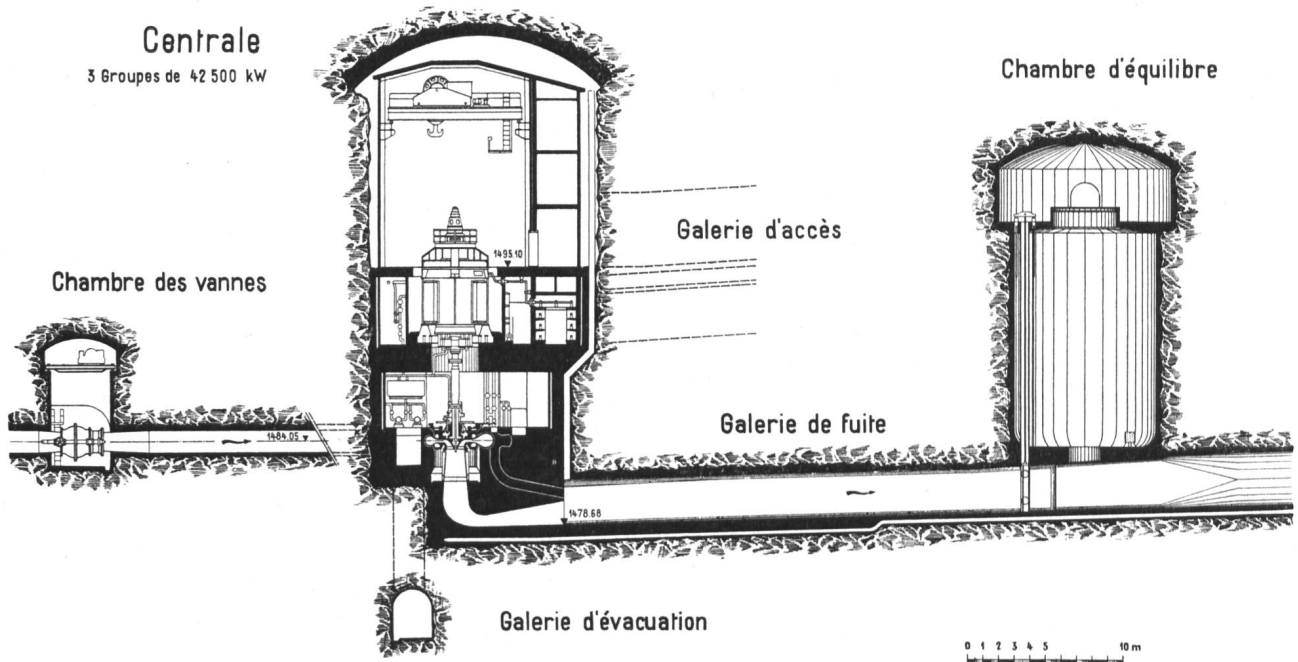 Centrale
3 Groupes de 42 500 kW
Chambre d'équilibre
Galerie d'accès
1495.10
Chambre des vannes
Galerie de fuite
1484.05
1478.68
Galerie d'évacuation
0 1 2 3 4 5 10 m